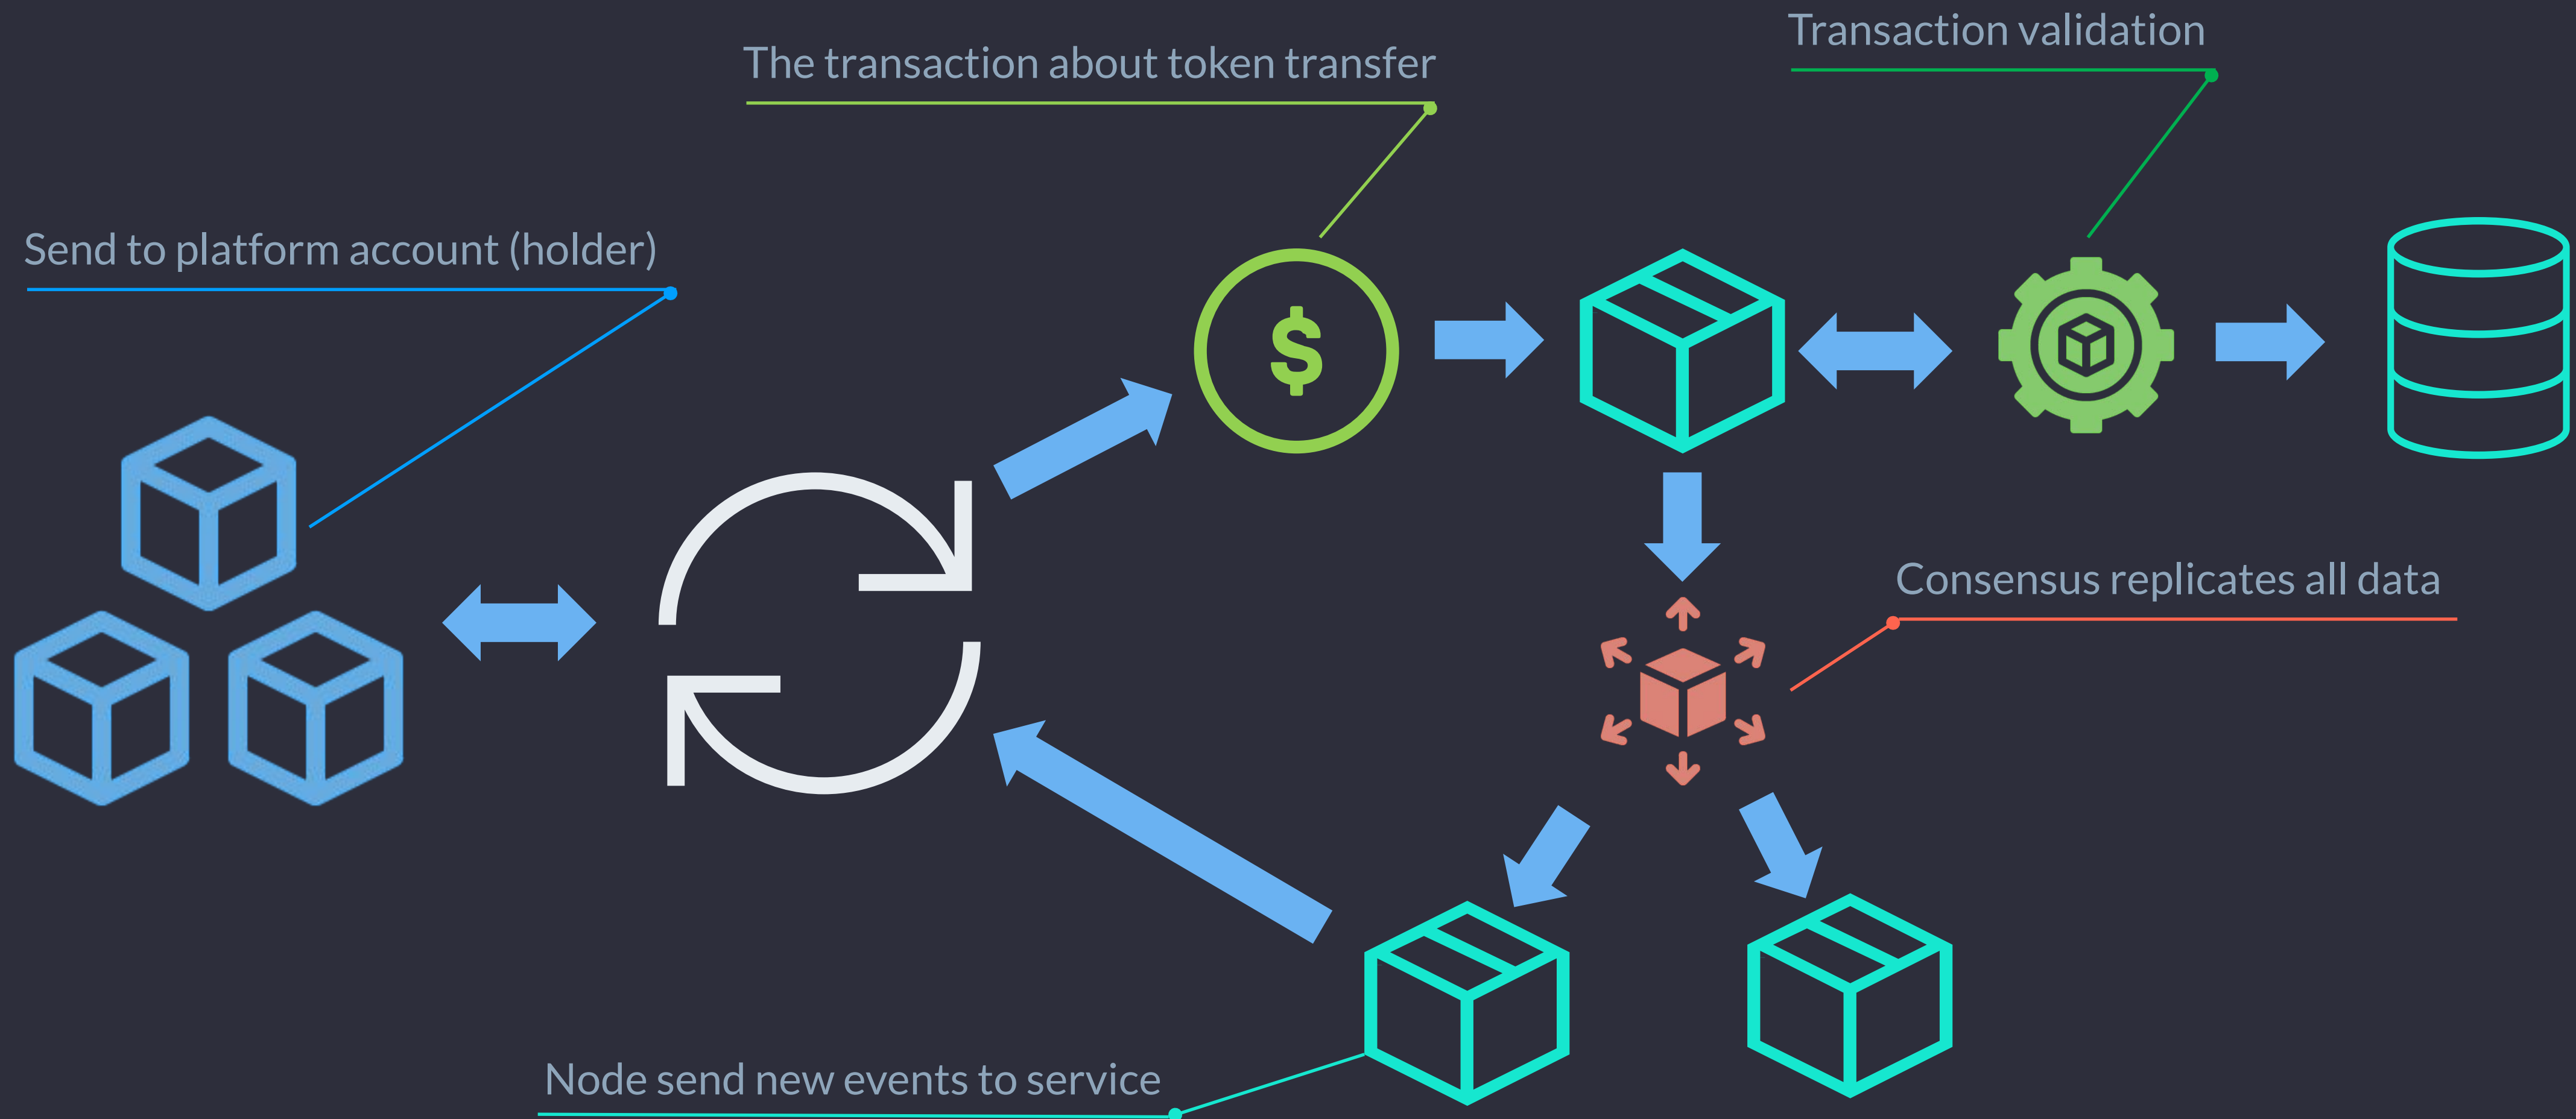 Transaction validation
The transaction about token transfer
Send to platform account (holder)
$
Consensus replicates all data
Node send new events to service